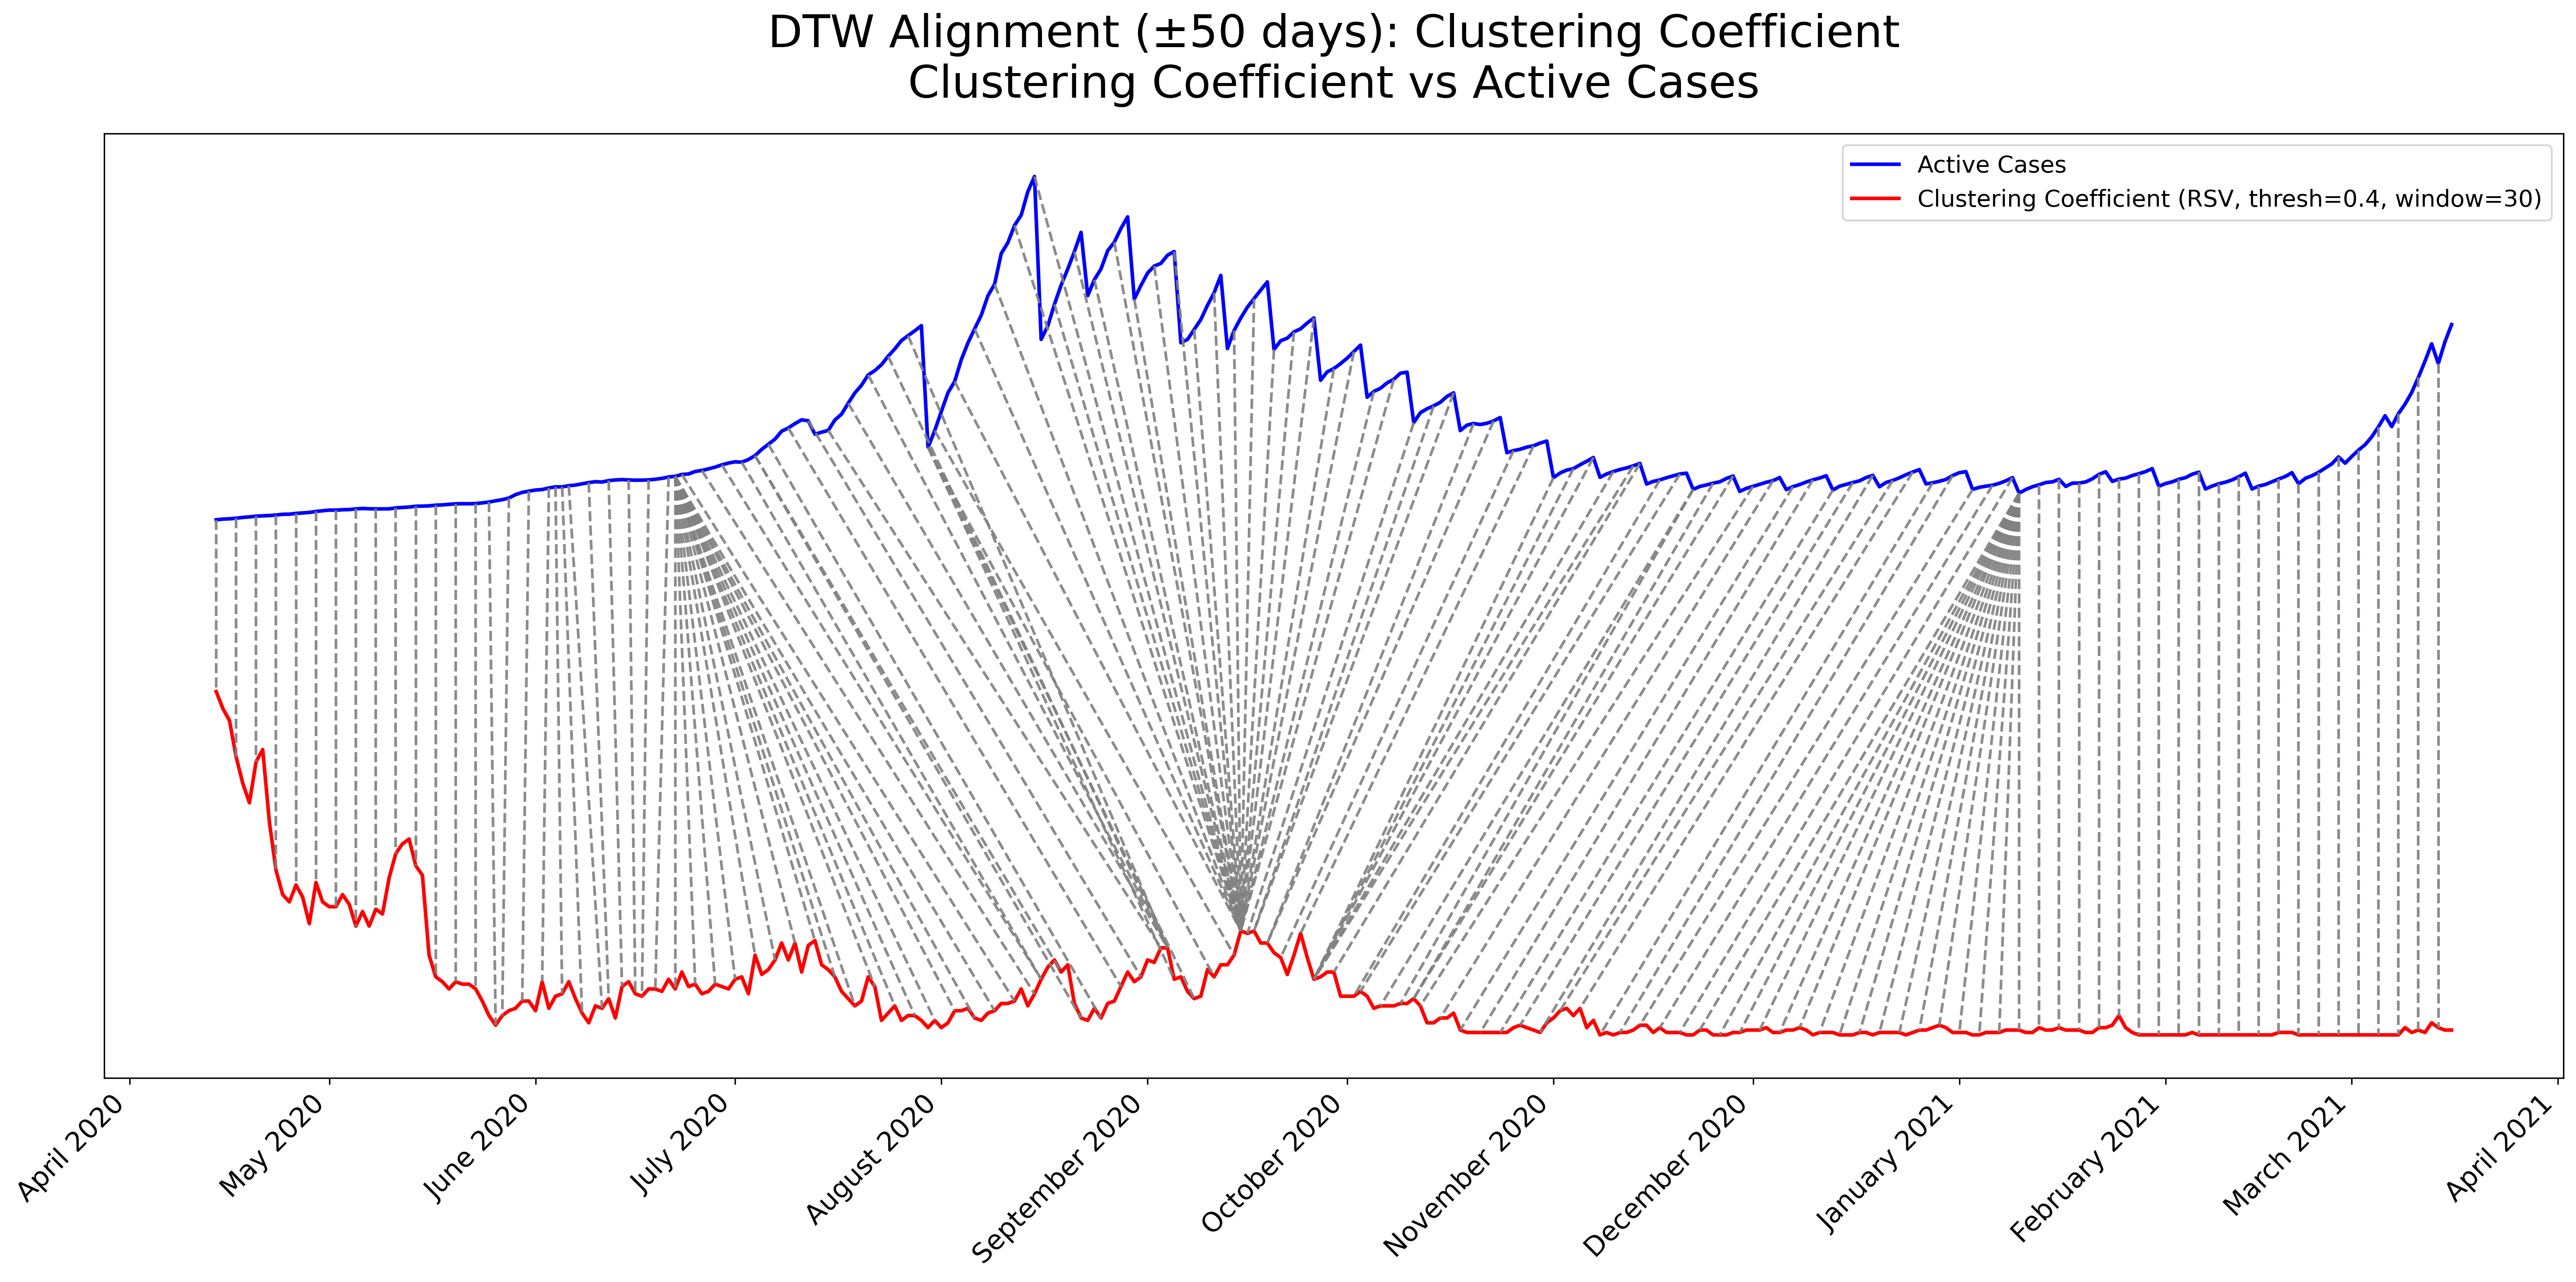 DTW Alignment (±50 days): Clustering Coefficient
Clustering Coefficient vs Active Cases
Active Cases
Clustering Coefficient (RSV, thresh=0.4, window=30)
April 2020
May 2020
June 2020
July 2020
August 2020
September 2020
October 2020
November 2020
December 2020
January 2021
February 2021
March 2021
April 2021